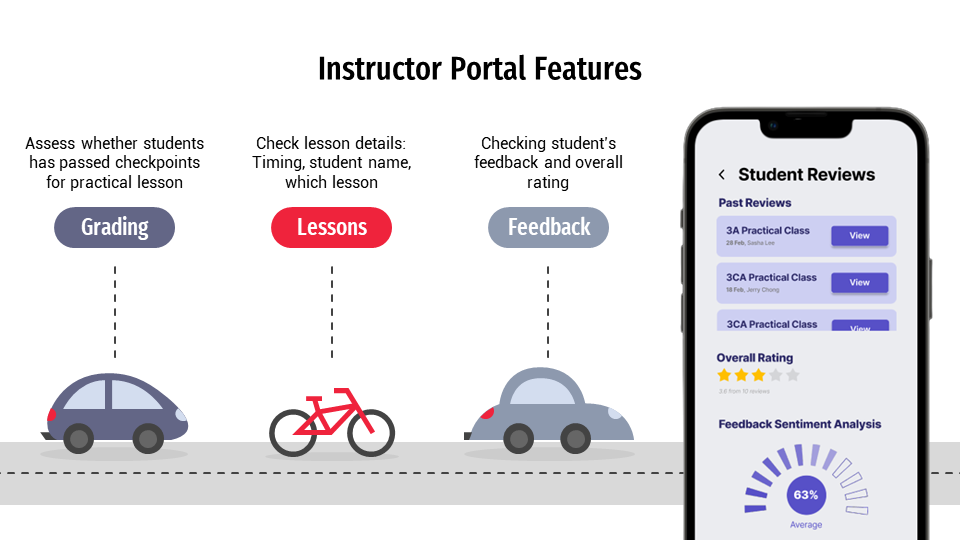 Instructor Portal Features
Assess whether students
has passed checkpoints
for practical lesson
Grading
Check lesson details:
Timing, student name,
which lesson
Lessons
Checking student's
feedback and overall
rating
Feedback
Student Reviews
Past Reviews
3A Practical Class
28 Feb, Sasha Lee
View
3CA Practical Class
18 Feb, Jerry Chong
View
3CA Practical Class
View
Overall Rating
3.6 from 10 reviews
Feedback Sentiment Analysis
63%
Average